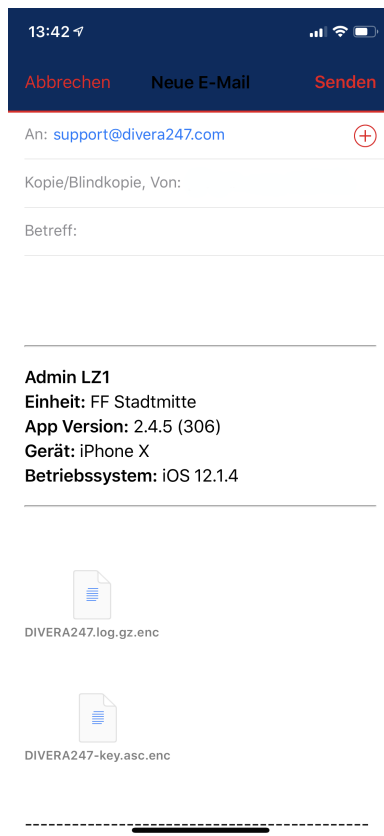 13:42
Abbrechen Neue E-Mail Senden
An: support@divera247.com
Kopie/Blindkopie, Von:
Betreff:
Admin LZ1
Einheit: FF Stadtmitte
App Version: 2.4.5 (306)
Gerät: iPhone X
Betriebssystem: iOS 12.1.4
DIVERA247.log.gz.enc
DIVERA247-key.asc.enc